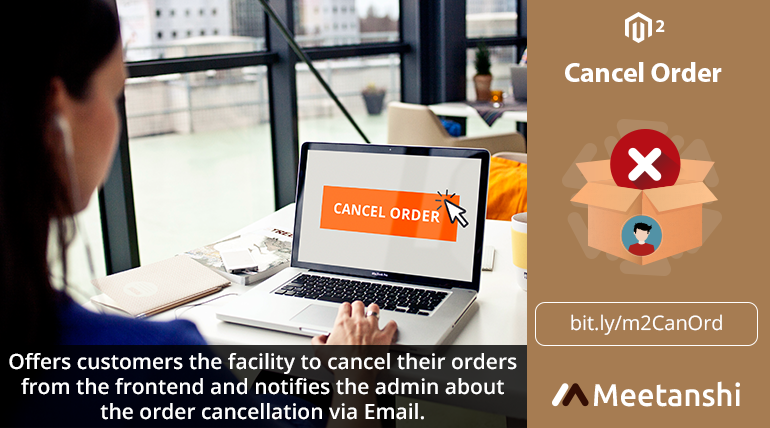 CANCEL ORDER
Offers customers the facility to cancel their orders
from the frontend and notifies the admin about
the order cancellation via Email.
2
Cancel Order
bit.ly/m2CanOrd
Meetanshi